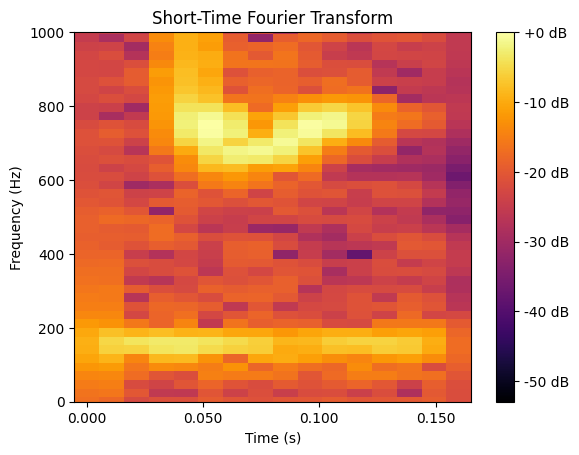 Short-Time Fourier Transform
1000
800
600
400
200
0
Frequency (Hz)
0.000
0.050
0.100
0.150
Time (s)
+0 dB
-10 dB
-20 dB
-30 dB
-40 dB
-50 dB